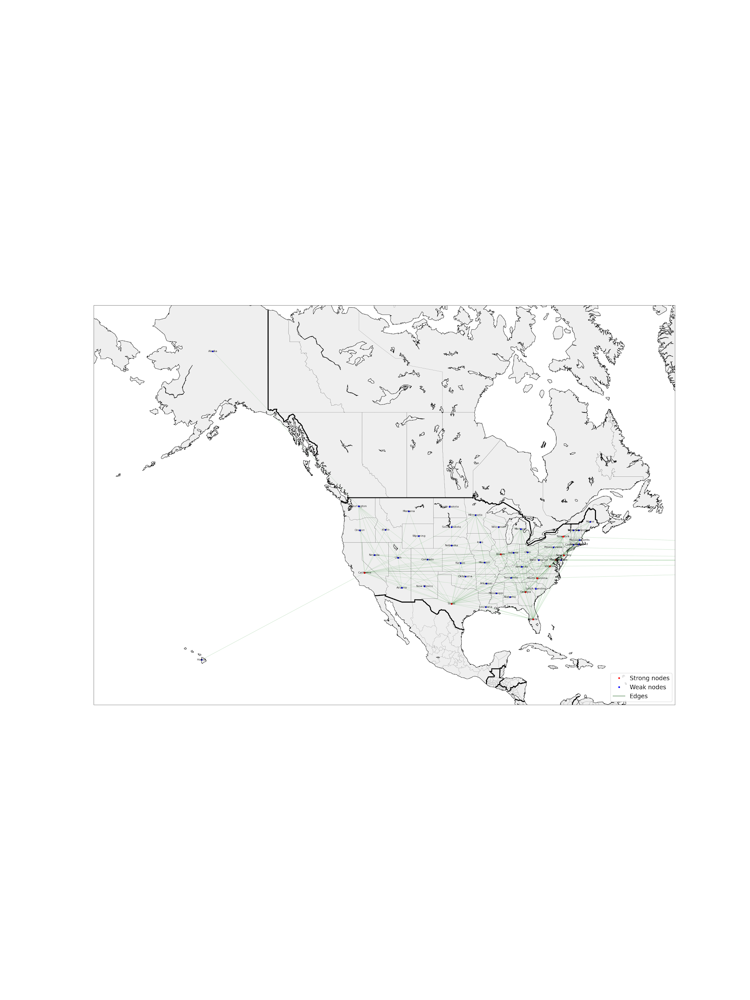 Alaska
Washington
Montana
North Dakota
Minnesota
Maine
Oregon
Idaho
South Dakota
Wisconsin
Michigan
Wyoming
New York
Nebraska
Iowa
Massachusetts
Pennsylvania
Nevada
Utah
Colorado
Illinois
Indiana
Ohio
New Jersey
Kansas
Missouri
West Virginia
Kentucky
Virginia
California
Oklahoma
Tennessee
North Carolina
Arizona
New Mexico
Arkansas
South Carolina
Georgia
Mississippi
Alabama
Texas
Louisiana
Florida
Hawaii
Strong nodes
Weak nodes
Edges